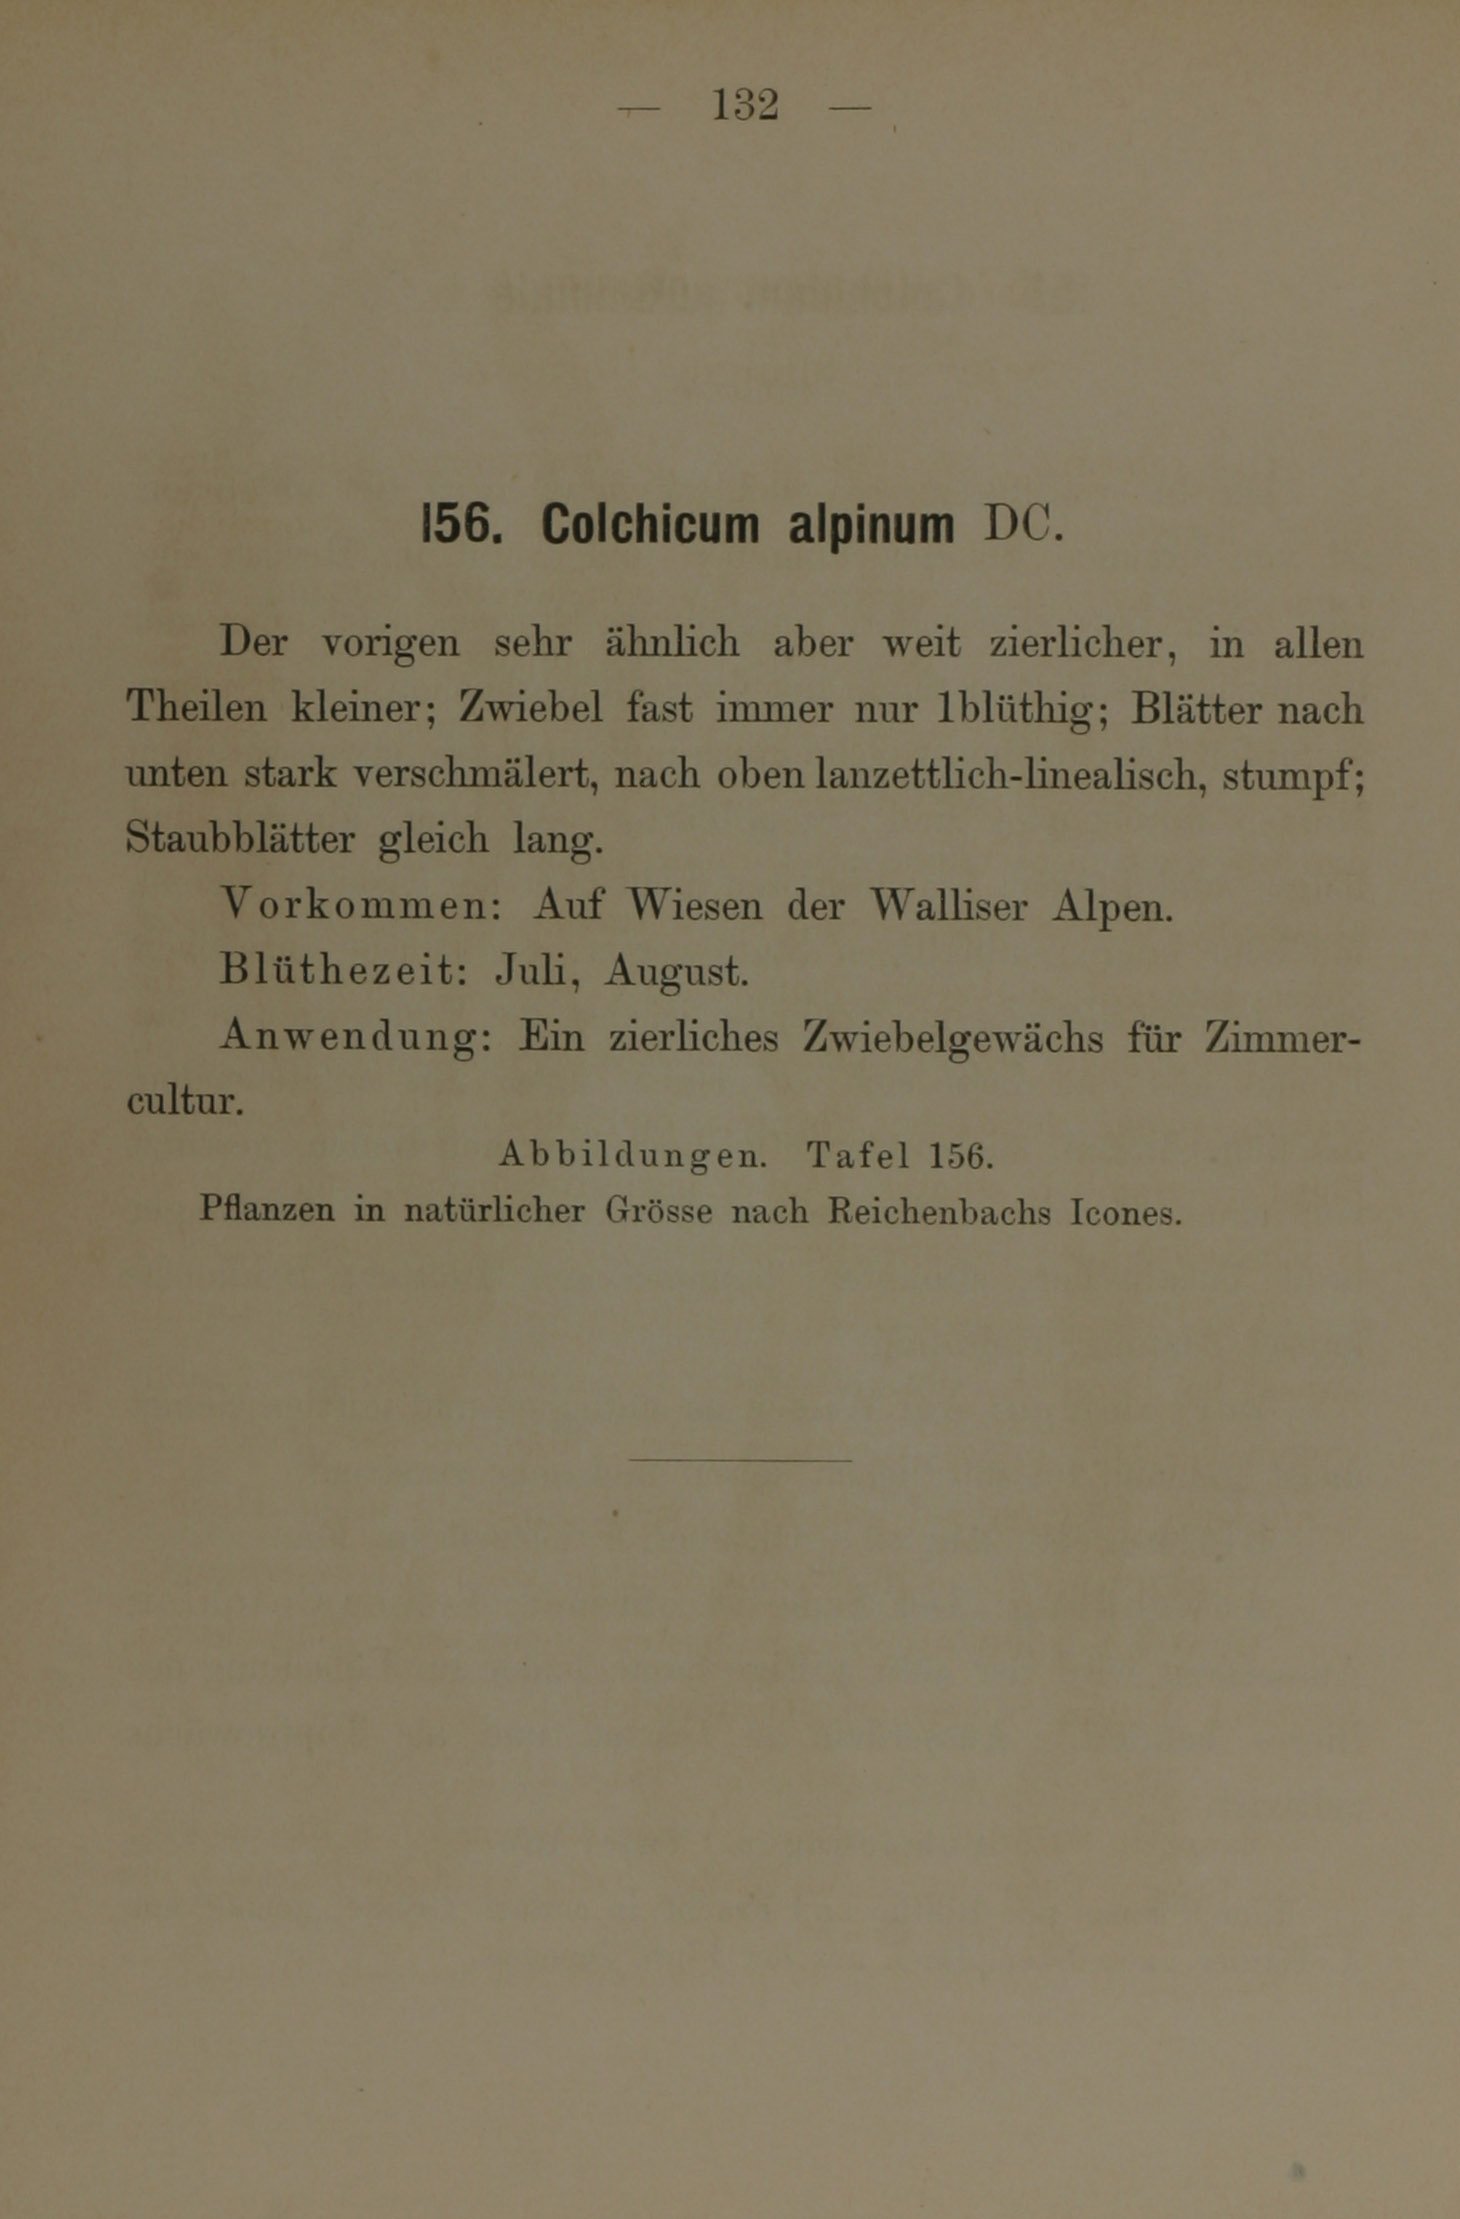 — 132 —
156. Colchicum alpinum DC.
Der vorigen sehr ähnlich aber weit zierlicher, in allen
Theilen kleiner; Zwiebel fast immer nur 1blüthig; Blätter nach
unten stark verschmälert, nach oben lanzettlich-linealisch, stumpf;
Staubblätter gleich lang.
Vorkommen: Auf Wiesen der Walliser Alpen.
Blüthezeit: Juli, August.
Anwendung: Ein zierliches Zwiebelgewächs für Zimmer-
cultur.
Abbildungen. Tafel 156.
Pflanzen in natürlicher Grösse nach Reichenbachs Icones.